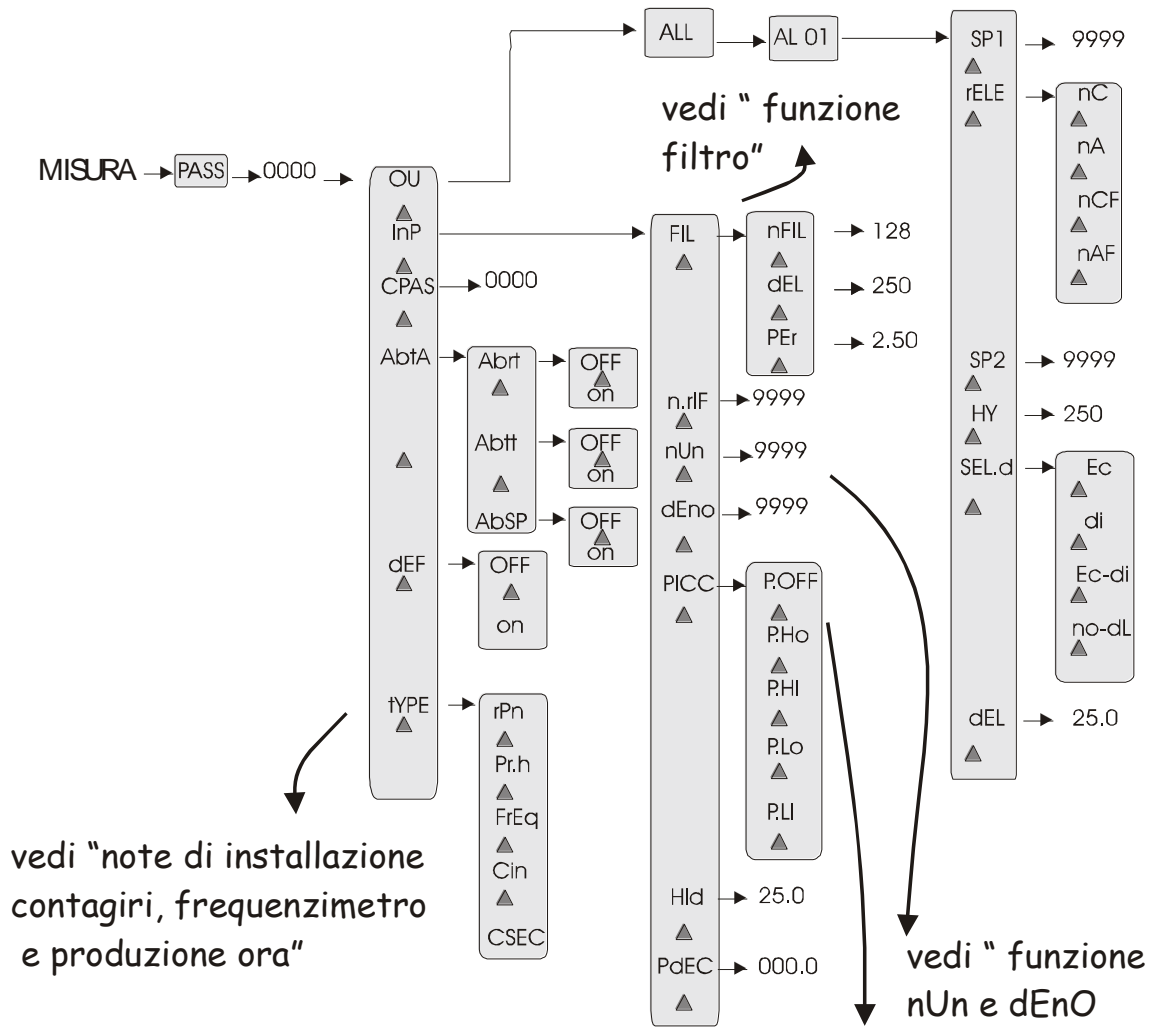 ALL
AL 01
SP1
9999
rELE
nC
nA
nCF
nAF
SP2
9999
HY
250
SEL.d
Ec
di
Ec-di
no-dL
dEL
25.0
vedi “ funzione
filtro”
MISURA
PASS
0000
OU
InP
CPAS
0000
AbtA
Abrt
OFF
on
Abtt
OFF
on
AbSP
OFF
on
dEF
OFF
on
tYPE
rPn
Pr.h
FrEq
Cin
CSEC
FIL
nFIL
128
dEL
250
PEr
2.50
n.rIF
9999
nUn
9999
dEno
9999
PICC
P.OFF
P.Ho
P.HI
P.Lo
P.LI
Hld
25.0
PdEC
000.0
vedi “note di installazione
contagiri, frequenzimetro
e produzione ora”
vedi “ funzione
nUn e dEnO